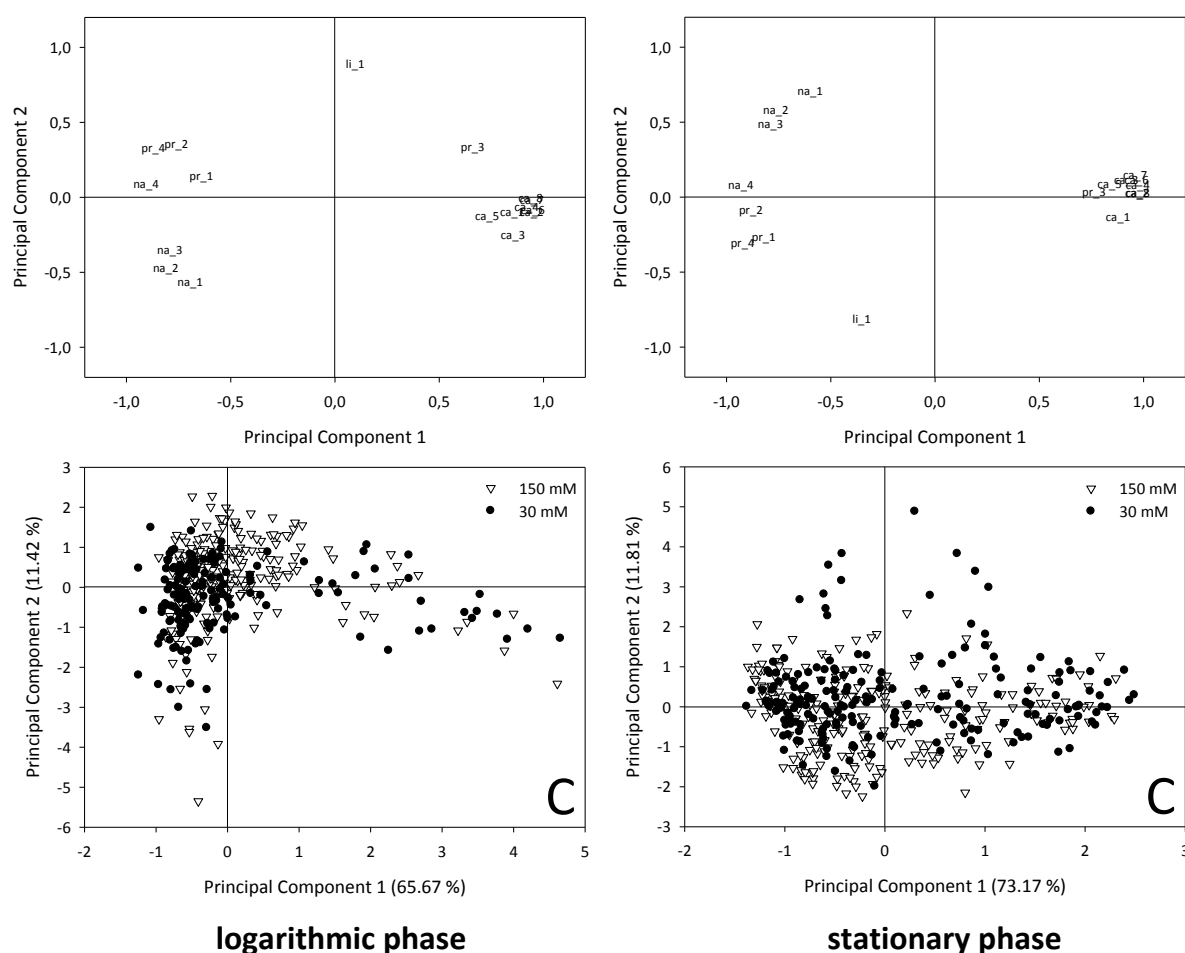 1,0
0,5
0,0
-0,5
-1,0
Principal Component 2
li_1
pr_4
pr_2
pr_3
na_4
pr_1
ca_5
ca_3
na_3
na_2
na_1
-1,0
-0,5
0,0
0,5
1,0
Principal Component 1
1,0
0,5
0,0
-0,5
-1,0
Principal Component 2
na_1
na_2
na_3
na_4
ca_7
pr_3
pr_2
ca_1
pr_4
pr_1
li_1
-1,0
-0,5
0,0
0,5
1,0
Principal Component 1
3
2
1
0
-1
-2
-3
-4
-5
-6
Principal Component 2 (11.42 %)
150 mM
30 mM
C
-2
-1
0
1
2
3
4
5
Principal Component 1 (65.67 %)
logarithmic phase
6
5
4
3
2
1
0
-1
-2
-3
Principal Component 2 (11.81 %)
150 mM
30 mM
C
-2
-1
0
1
2
3
Principal Component 1 (73.17 %)
stationary phase